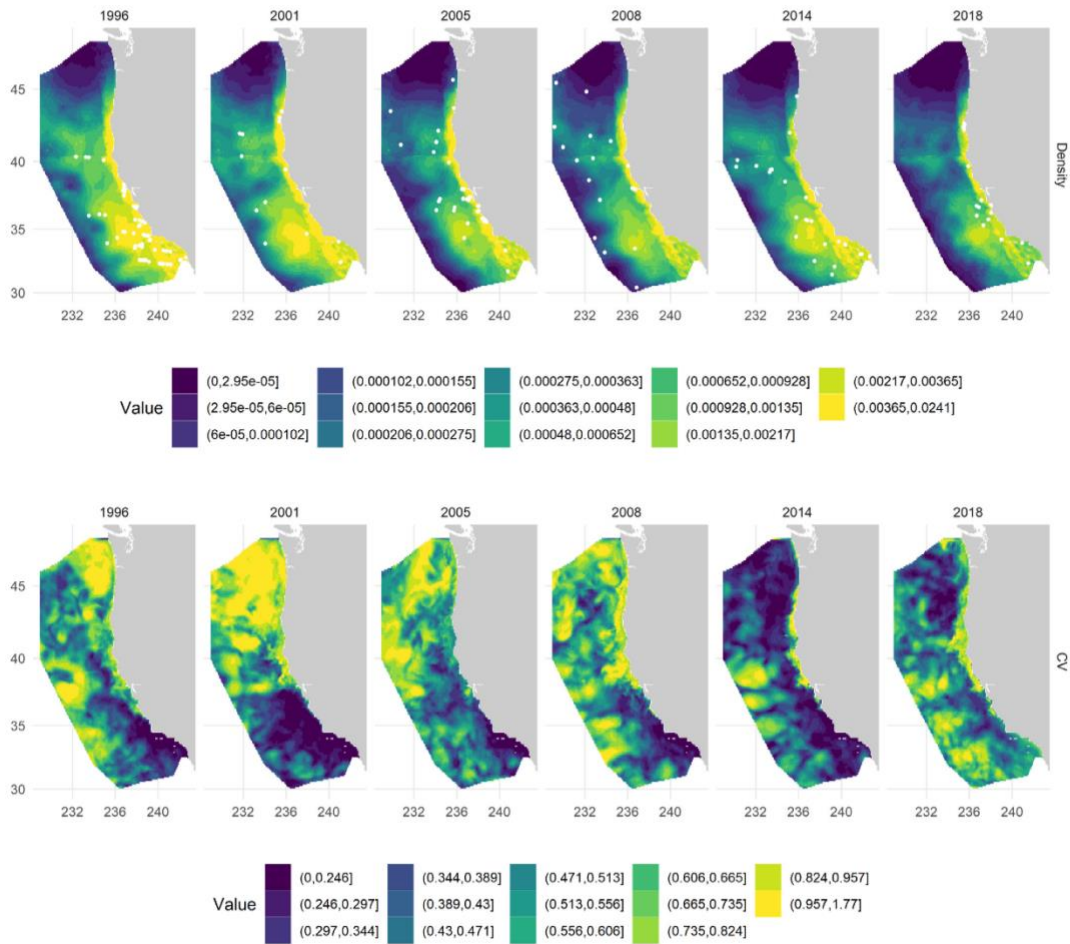 1996 2001 2005 2008 2014 2018
45
40
35
30
Density
232 236 240 232 236 240 232 236 240 232 236 240 232 236 240 232 236 240
Value
(0,2.95e-05] (0.000102,0.000155] (0.000275,0.000363] (0.000652,0.000928] (0.00217,0.00365]
(2.95e-05,6e-05] (0.000155,0.000206] (0.000363,0.00048] (0.000928,0.00135] (0.00365,0.0241]
(6e-05,0.000102] (0.000206,0.000275] (0.00048,0.000652] (0.00135,0.00217]
1996 2001 2005 2008 2014 2018
45
40
35
30
CV
232 236 240 232 236 240 232 236 240 232 236 240 232 236 240 232 236 240
Value
(0,0.246] (0.344,0.389] (0.471,0.513] (0.606,0.665] (0.824,0.957]
(0.246,0.297] (0.389,0.43] (0.513,0.556] (0.665,0.735] (0.957,1.77]
(0.297,0.344] (0.43,0.471] (0.556,0.606] (0.735,0.824]